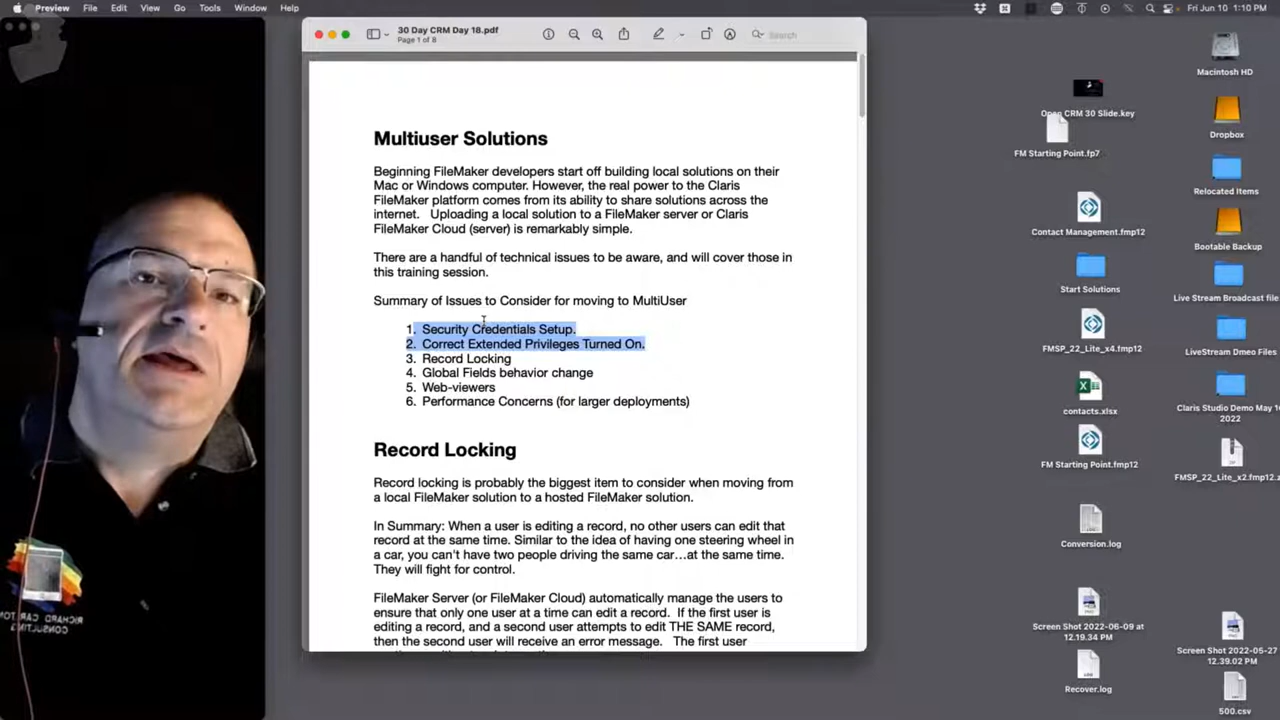 Preview File Edit View Go Tools Window Help
Fri Jun 10 1:10 PM
30 Day CRM Day 18.pdf
Page 1 of 8
Search
Multiuser Solutions
Beginning FileMaker developers start off building local solutions on their
Mac or Windows computer. However, the real power to the Claris
FileMaker platform comes from its ability to share solutions across the
internet. Uploading a local solution to a FileMaker server or Claris
FileMaker Cloud (server) is remarkably simple.
There are a handful of technical issues to be aware, and will cover those in
this training session.
Summary of Issues to Consider for moving to MultiUser
1. Security Credentials Setup.
2. Correct Extended Privileges Turned On.
3. Record Locking
4. Global Fields behavior change
5. Web-viewers
6. Performance Concerns (for larger deployments)
Record Locking
Record locking is probably the biggest item to consider when moving from
a local FileMaker solution to a hosted FileMaker solution.
In Summary: When a user is editing a record, no other users can edit that
record at the same time. Similar to the idea of having one steering wheel in
a car, you can't have two people driving the same car...at the same time.
They will fight for control.
FileMaker Server (or FileMaker Cloud) automatically manage the users to
ensure that only one user at a time can edit a record. If the first user is
editing a record, and a second user attempts to edit THE SAME record,
then the second user will receive an error message. The first user
Open CRM 30 Slide.key
FM Starting Point.fp7
Contact Management.fmp12
Start Solutions
FMSP_22_Lite_x4.fmp12
contacts.xlsx
FM Starting Point.fmp12
Conversion.log
Screen Shot 2022-06-09 at
12.19.34 PM
Recover.log
Macintosh HD
Dropbox
Relocated Items
Bootable Backup
Live Stream Broadcast file
LiveStream Dmeo Files
Claris Studio Demo May 1
2022
FMSP_22_Lite_x2.fmp12.z
Screen Shot 2022-05-27
12.39.02 PM
500.csv
RICHARD CARLTON
CONSULTING